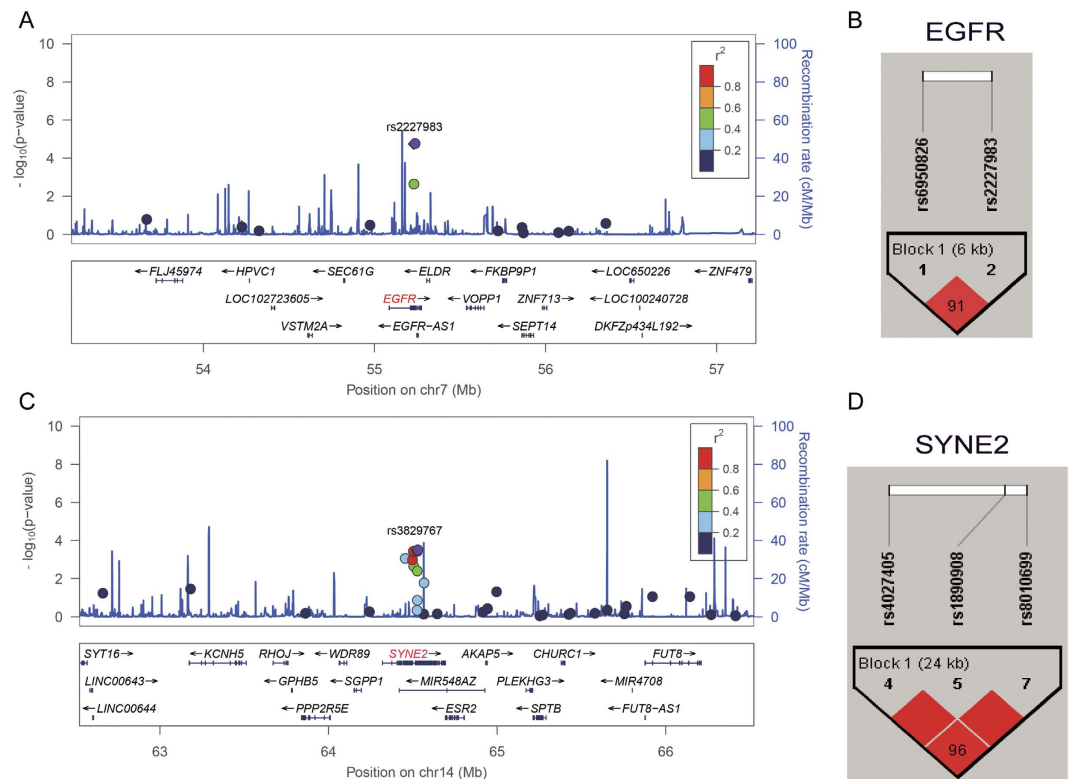 A
B
EGFR
10
8
6
4
2
0
- log10(p−value)
100
80
60
40
20
0
Recombination rate (cM/Mb)
r2
0.8
0.6
0.4
0.2
rs2227983
←FLJ45974 ←HPVC1 ←SEC61G ←ELDR ←FKBP9P1 ←LOC650226 ←ZNF479
LOC102723605→ EGFR→ ←VOPP1 ZNF713→ ←LOC100240728
VSTM2A→ ←EGFR−AS1 ←SEPT14 DKFZp434L192→
54 55 56 57
Position on chr7 (Mb)
rs6950826
rs2227983
Block 1 (6 kb)
1 2
91
C
D
SYNE2
10
8
6
4
2
0
- log10(p−value)
100
80
60
40
20
0
Recombination rate (cM/Mb)
r2
0.8
0.6
0.4
0.2
rs3829767
SYT16→ ←KCNH5 RHOJ→ ←WDR89 SYNE2→ AKAP5→ CHURC1→ FUT8→
LINC00643→ ←GPHB5 ←SGPP1 ←MIR548AZ PLEKHG3→ ←MIR4708
←LINC00644 ←PPP2R5E ←ESR2 ←SPTB ←FUT8−AS1
63 64 65 66
Position on chr14 (Mb)
rs4027405
rs1890908
rs8010699
Block 1 (24 kb)
4 5 7
96